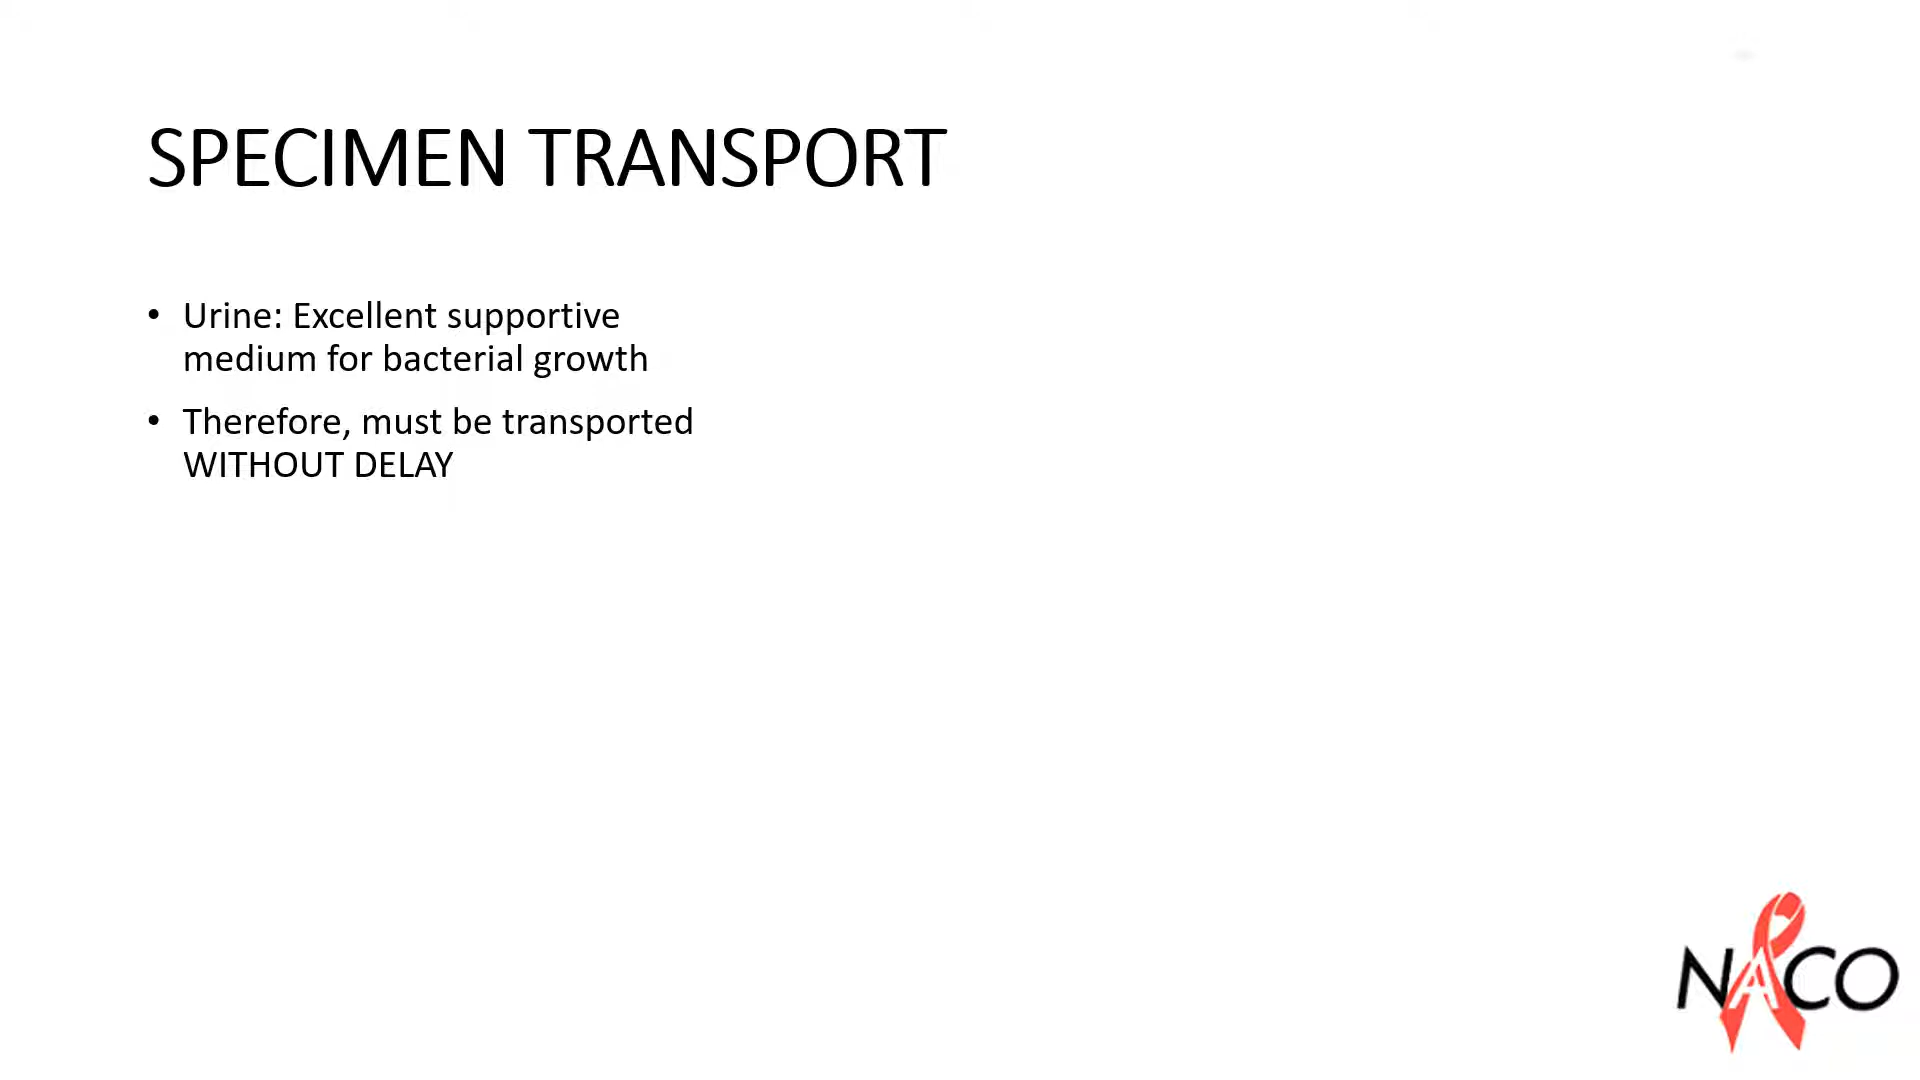 SPECIMEN TRANSPORT
• Urine: Excellent supportive
medium for bacterial growth
• Therefore, must be transported
WITHOUT DELAY
NACO